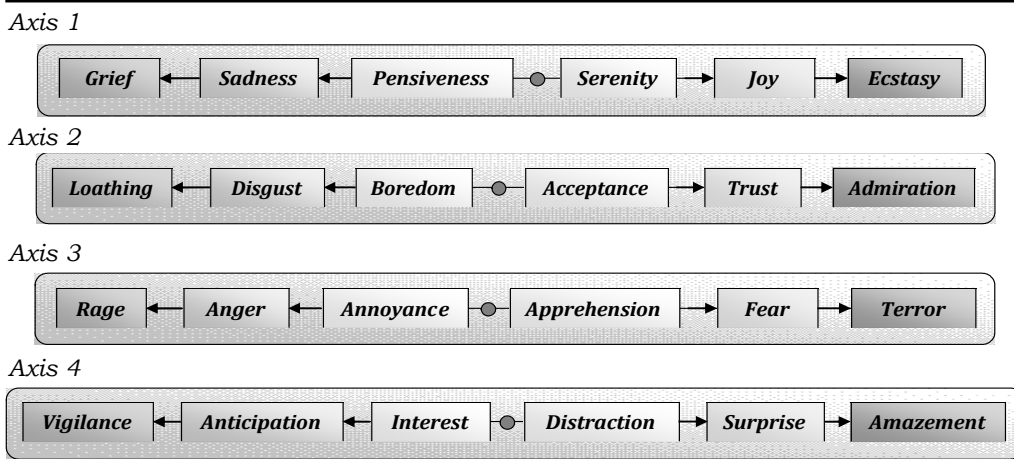 Axis 1
Grief Sadness Pensiveness Serenity Joy Ecstasy
Axis 2
Loathing Disgust Boredom Acceptance Trust Admiration
Axis 3
Rage Anger Annoyance Apprehension Fear Terror
Axis 4
Vigilance Anticipation Interest Distraction Surprise Amazement